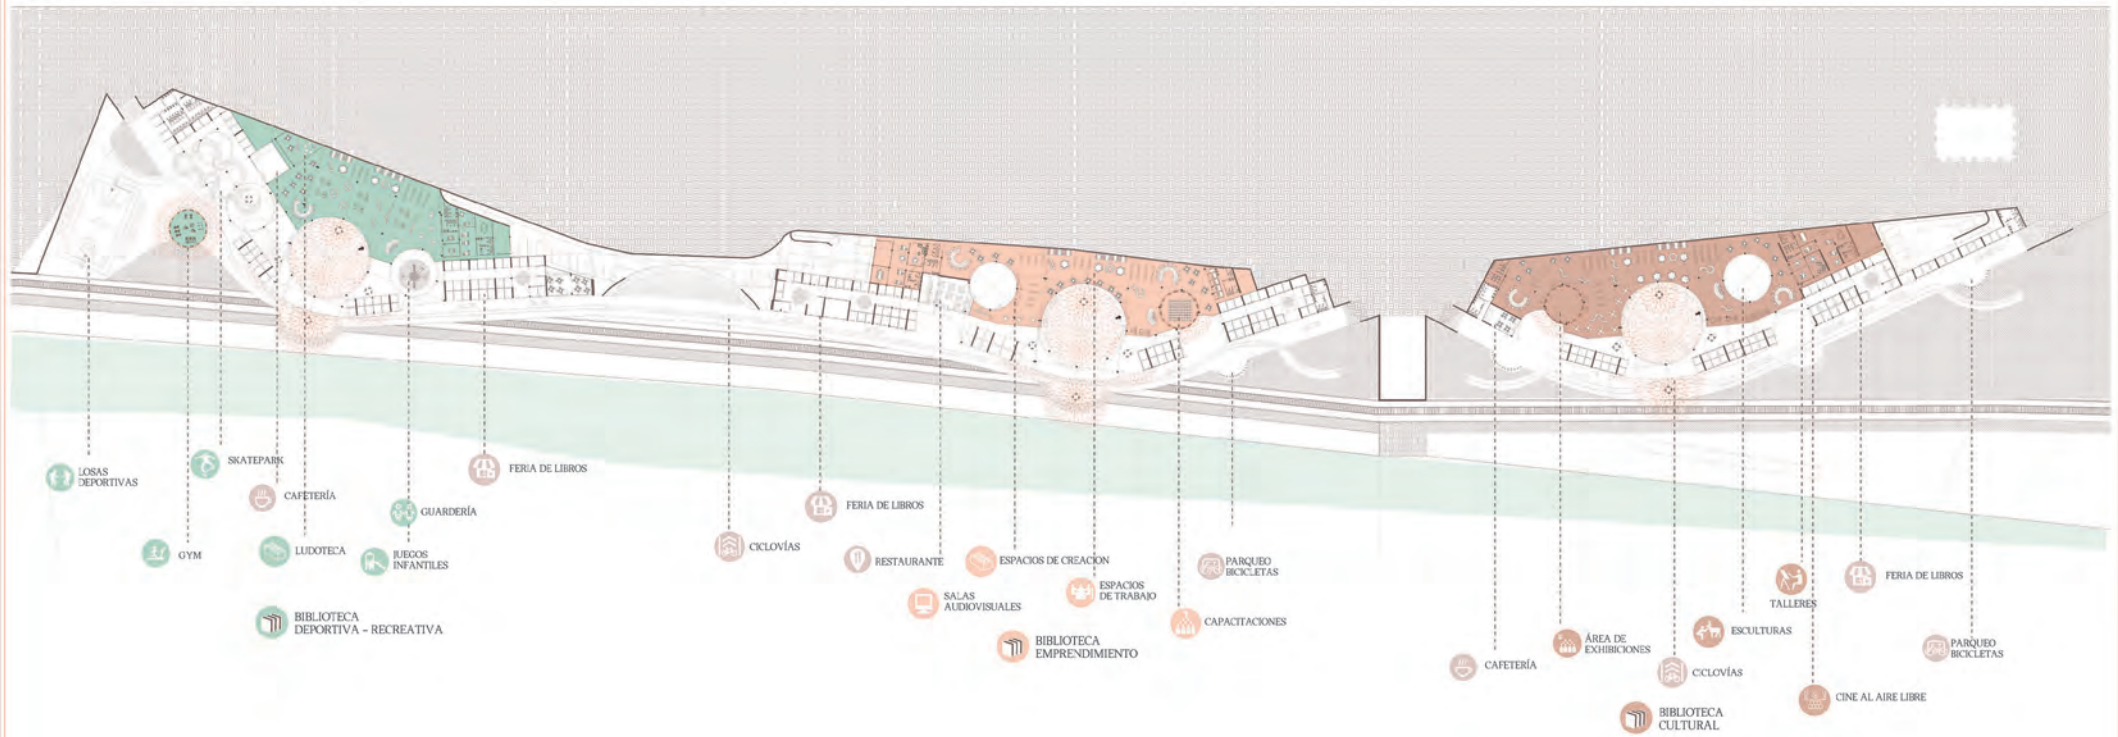 LOSAS
DEPORTIVAS
GYM
SKATEPARK
CAFETERÍA
LUDOTECA
BIBLIOTECA
DEPORTIVA – RECREATIVA
GUARDERÍA
JUEGOS
INFANTILES
FERIA DE LIBROS
CICLOVÍAS
FERIA DE LIBROS
RESTAURANTE
SALAS
AUDIOVISUALES
ESPACIOS DE CREACION
BIBLIOTECA
EMPRENDIMIENTO
ESPACIOS
DE TRABAJO
CAPACITACIONES
PARQUEO
BICICLETAS
CAFETERÍA
ÁREA DE
EXHIBICIONES
CICLOVÍAS
BIBLIOTECA
CULTURAL
ESCULTURAS
TALLERES
CINE AL AIRE LIBRE
FERIA DE LIBROS
PARQUEO
BICICLETAS